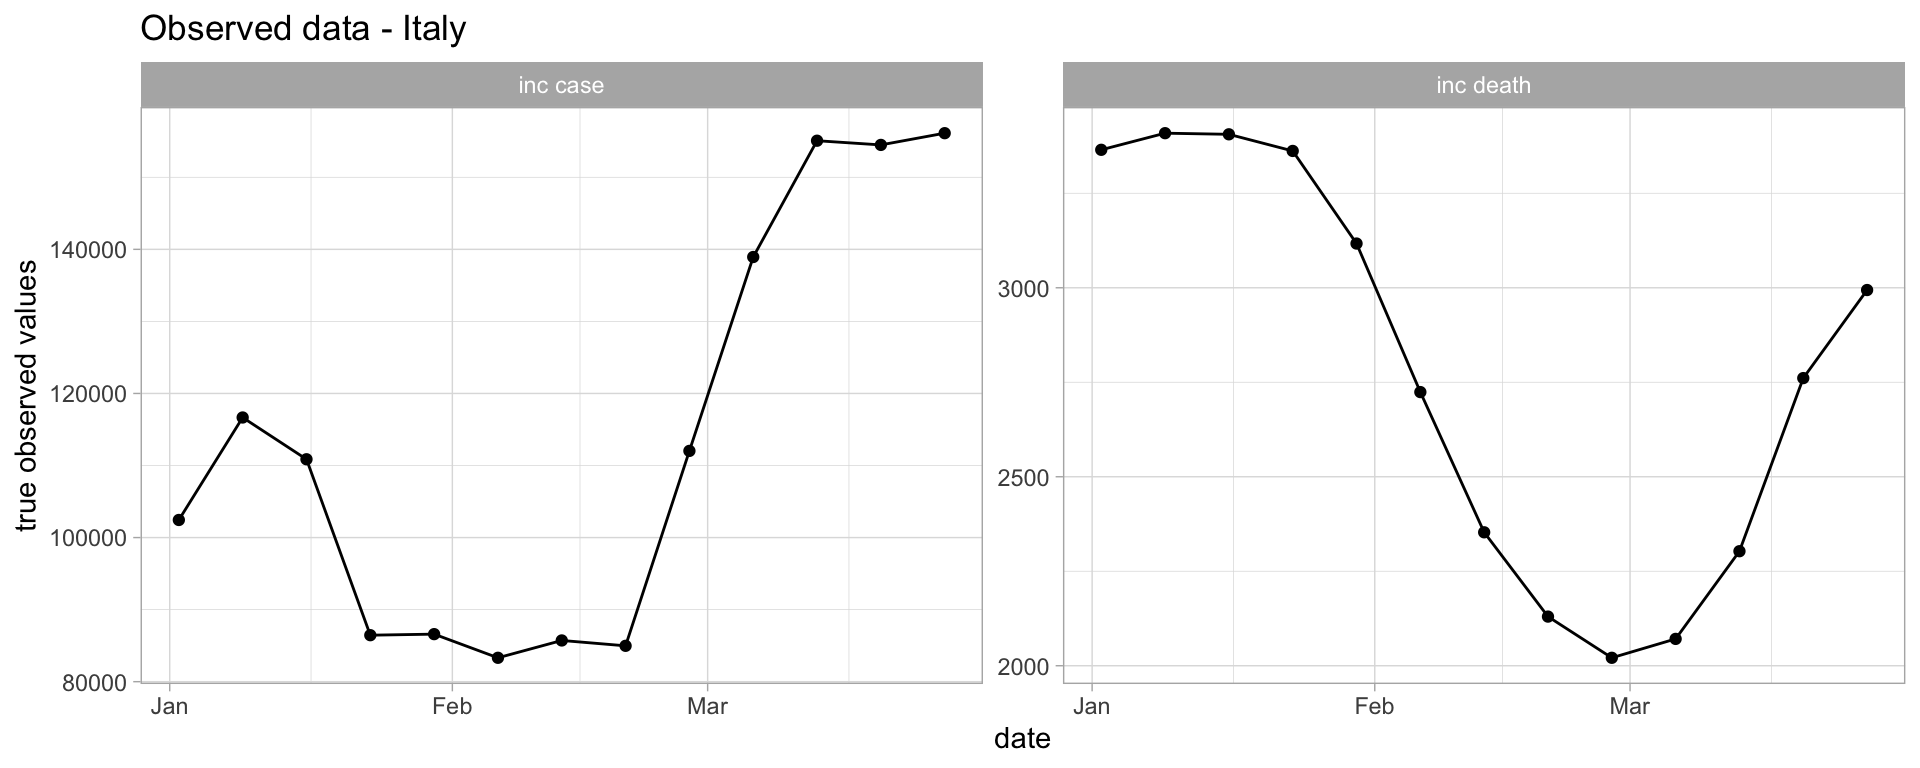 Observed data - Italy
inc case
inc death
true observed values
140000
120000
100000
80000
3000
2500
2000
Jan
Feb
Mar
Jan
Feb
Mar
date